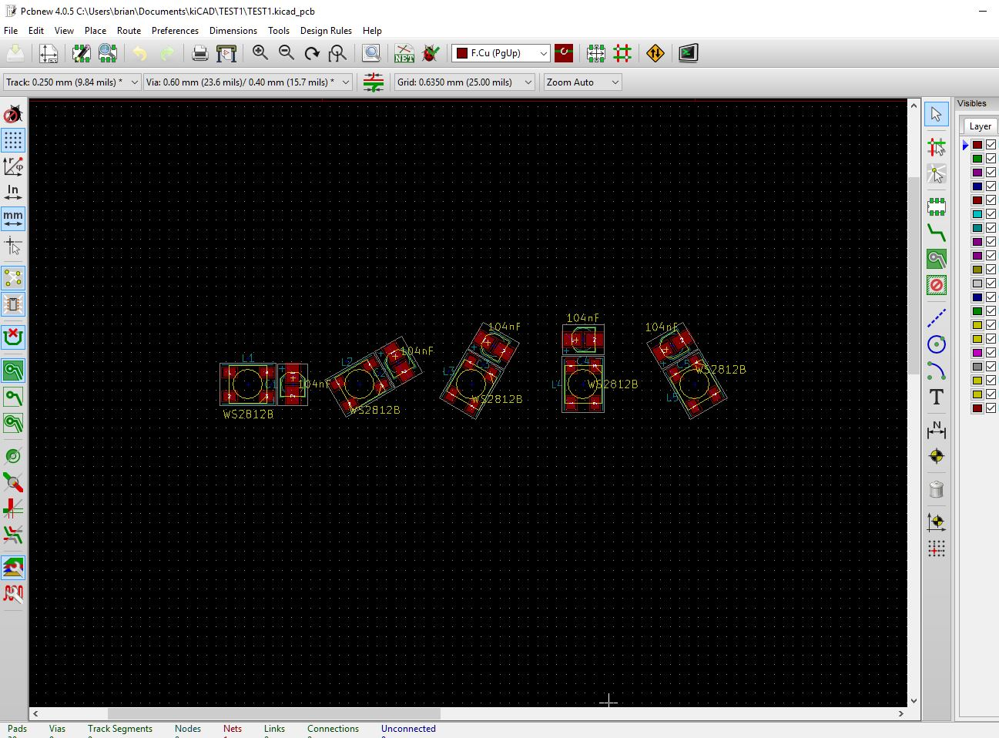 Pcbnew 4.0.5 C:\Users\brian\Documents\kiCAD\TEST1\TEST1.kicad_pcb
File Edit View Place Route Preferences Dimensions Tools Design Rules Help
NET F.Cu (PgUp)
Track: 0.250 mm (9.84 mils) * Via: 0.60 mm (23.6 mils)/ 0.40 mm (15.7 mils) * Grid: 0.6350 mm (25.00 mils) Zoom Auto
Visibles
Layer
In
mm
104nF
104nF 104nF
L1 L2 104nF
L3 C4 C5 WS2812B
C1 104nF L4 WS2812B
WS2812B WS2812B WS2812B L5
T
N
Pads Vias Track Segments Nodes Nets Links Connections Unconnected